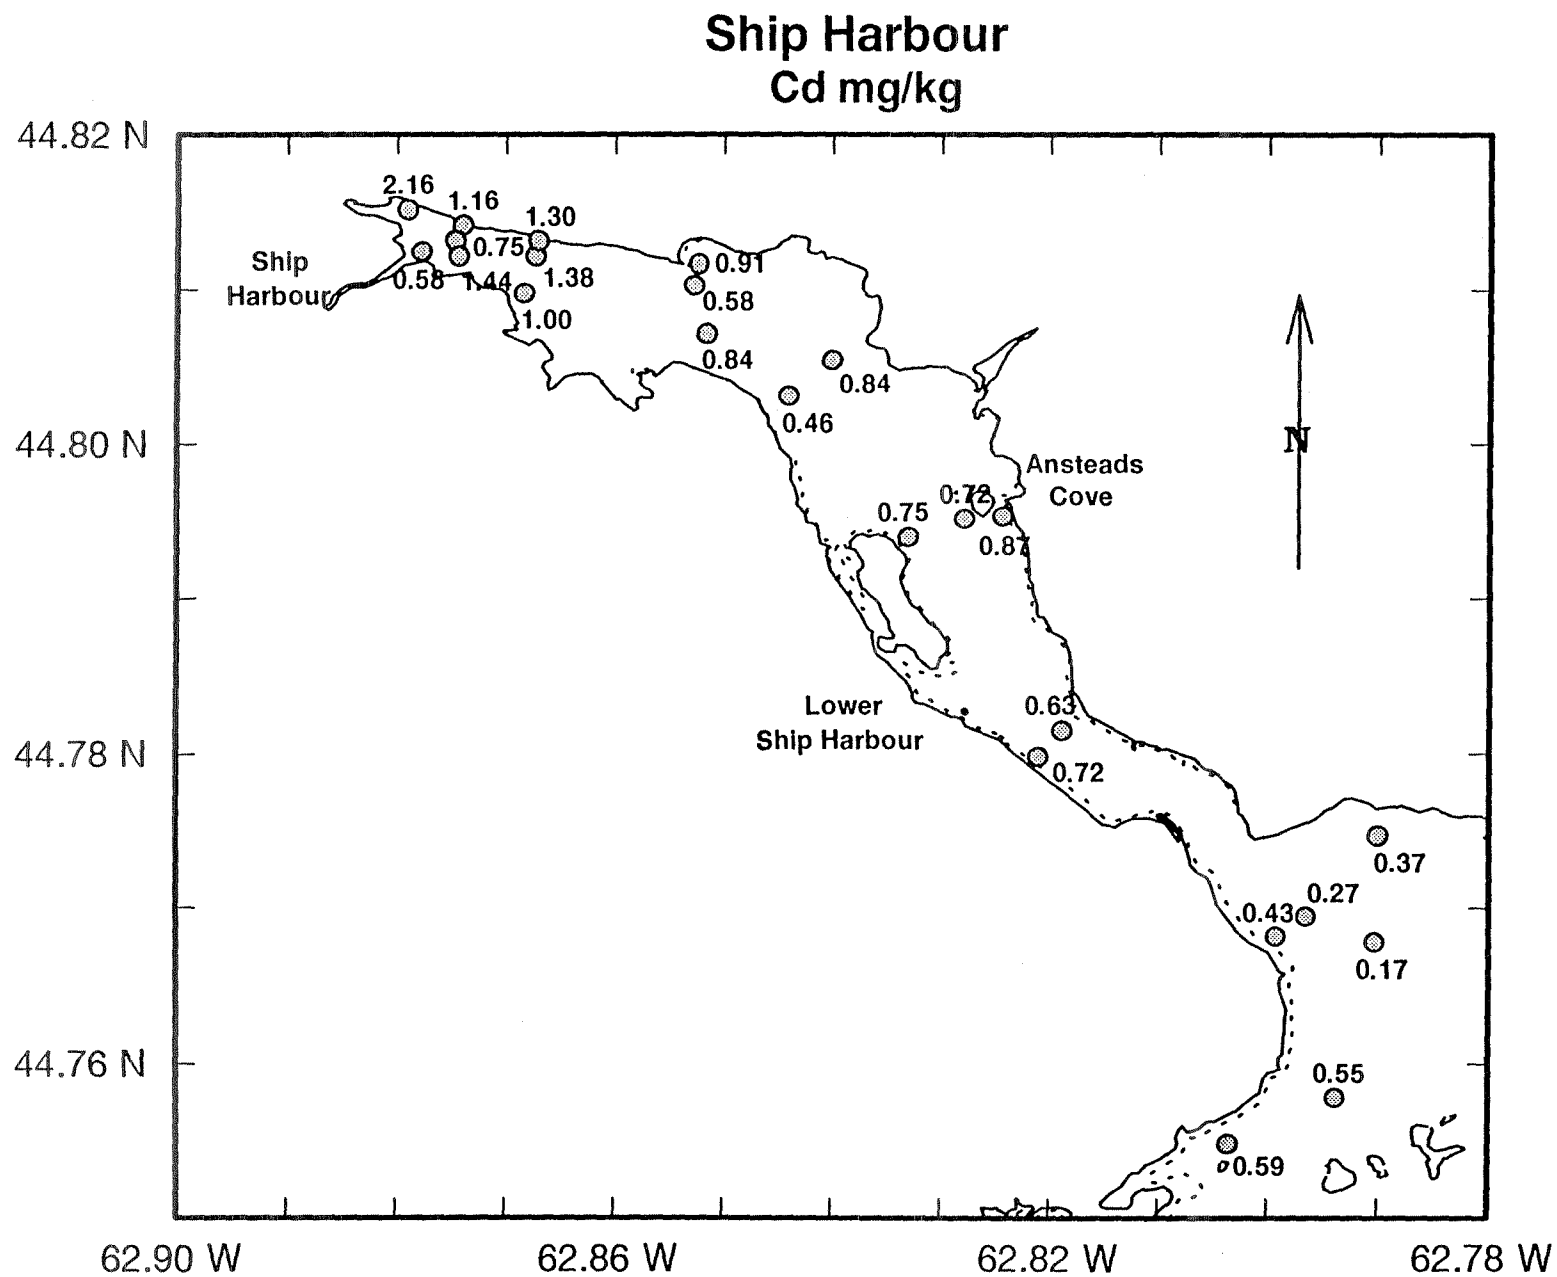 Ship Harbour
Cd mg/kg
44.82 N
2.16
1.16
1.30
0.75
0.91
Ship
Harbour
0.58
1.44
1.38
0.58
1.00
0.84
0.84
0.46
44.80 N
N
Ansteads
Cove
0.72
0.75
0.87
Lower
Ship Harbour
0.63
44.78 N
0.72
0.37
0.27
0.43
0.17
44.76 N
0.55
0.59
62.90 W
62.86 W
62.82 W
62.78 W